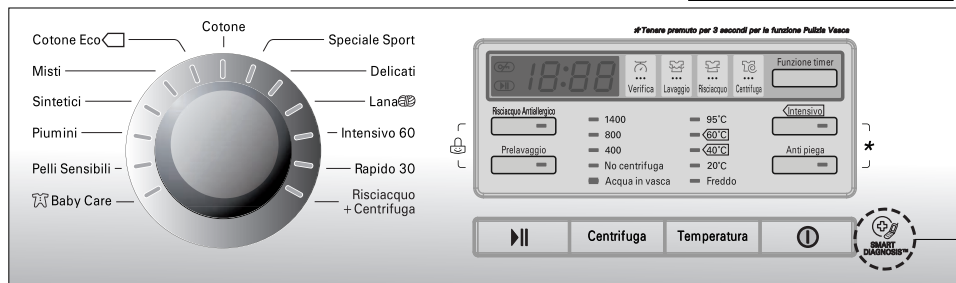 Cotone
Cotone Eco
Misti
Sintetici
Piumini
Pelli Sensibili
Baby Care
Speciale Sport
Delicati
Lana
Intensivo 60
Rapido 30
Risciacquo
+ Centrifuga
*Tenere premuto per 3 secondi per la funzione Pulizia Vasca
18:88
Verifica
Lavaggio
Risciacquo
Centrifuga
Funzione timer
Risciacquo Antiallergico
Prelavaggio
1400
800
400
No centrifuga
Acqua in vasca
95°C
60°C
40°C
20°C
Freddo
Intensivo
Anti piega
*
Centrifuga
Temperatura
SMART
DIAGNOSIS™